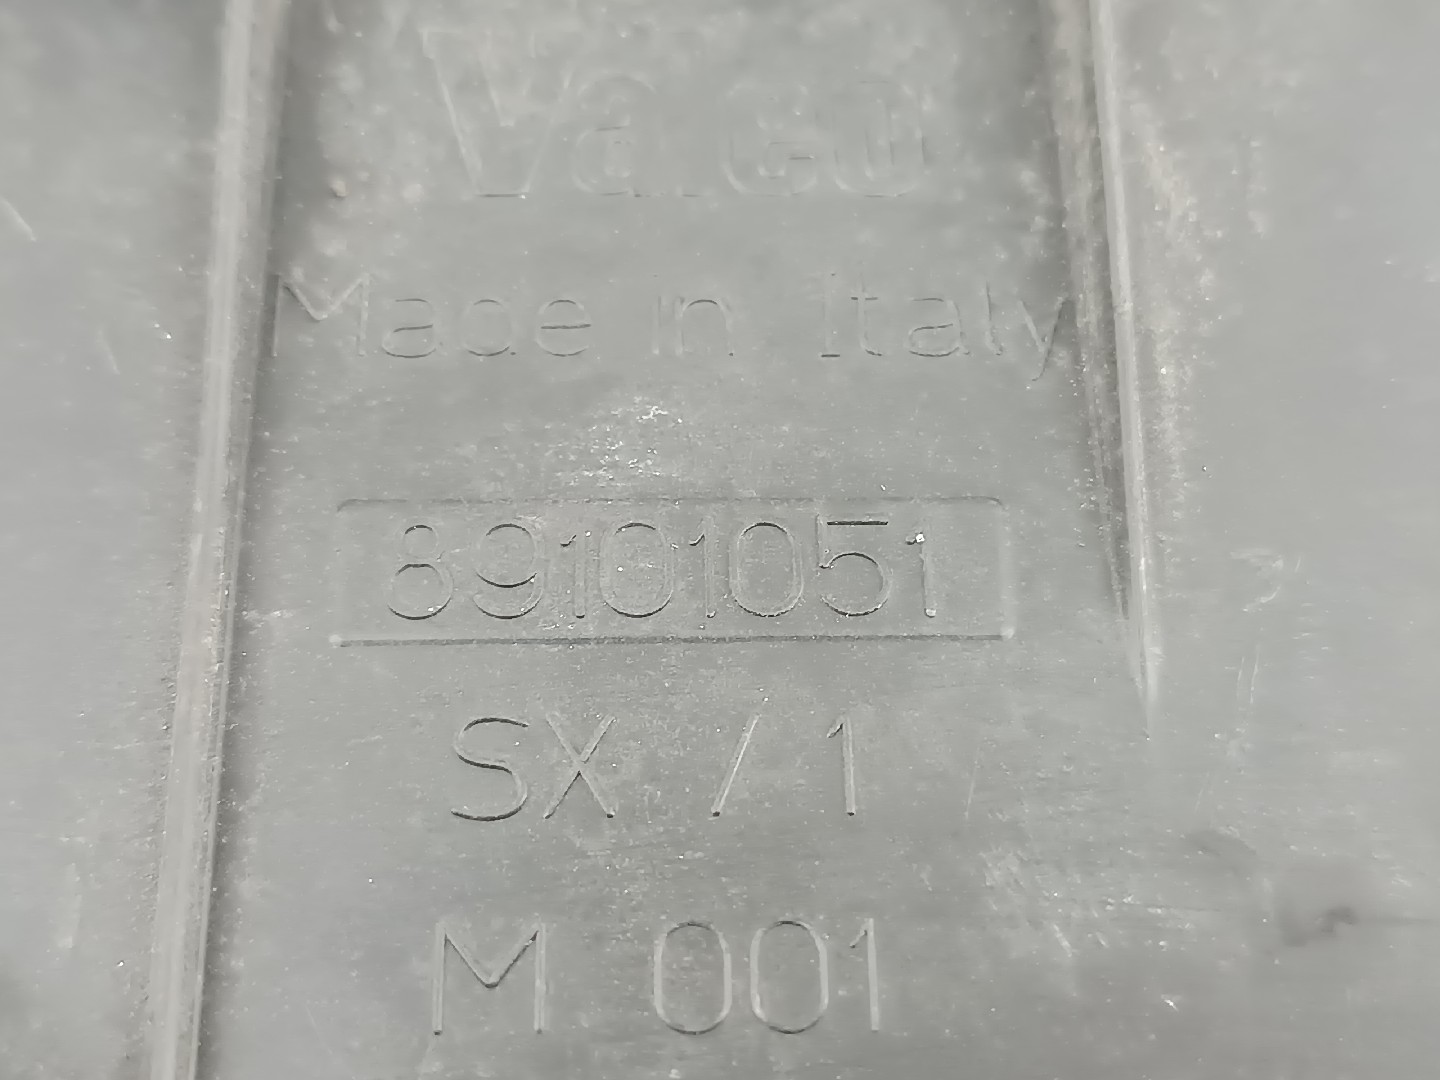 Valeo
Made in Italy
89101051
SX / 1
M 001